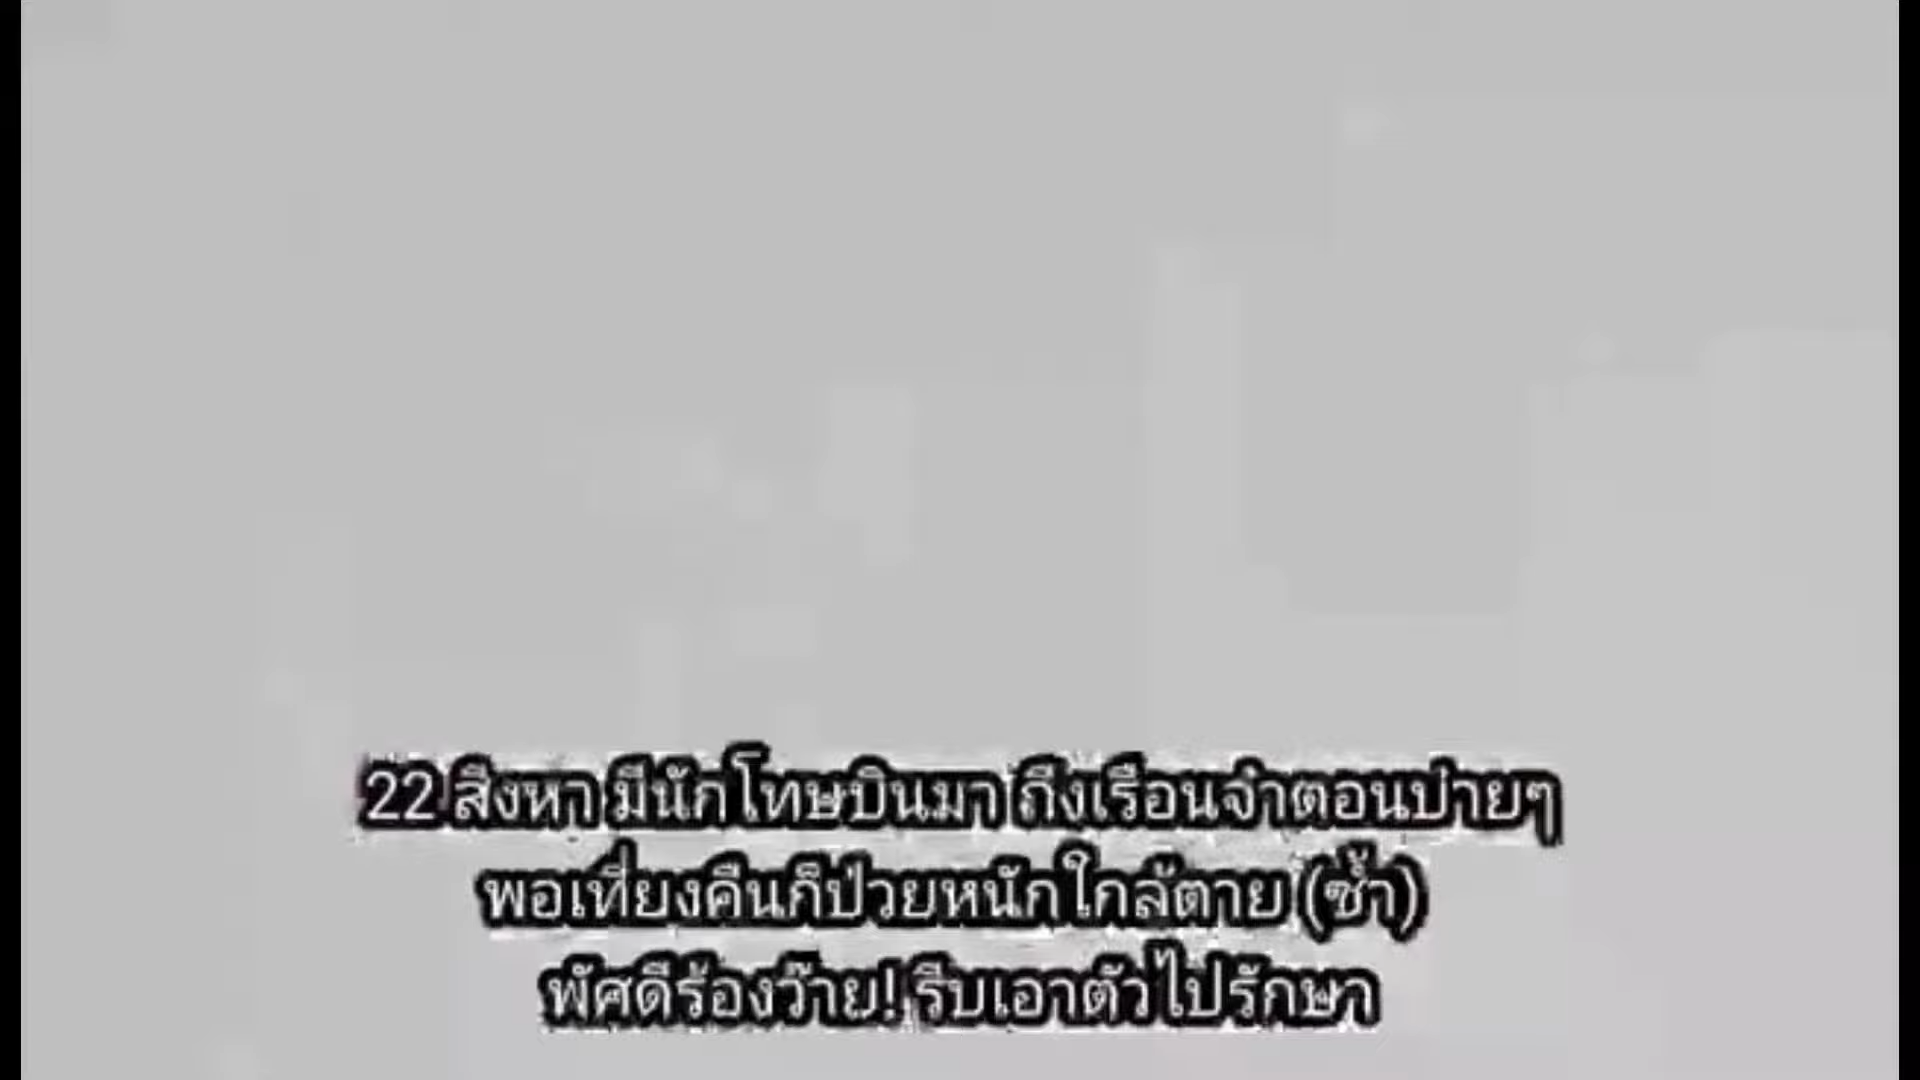 22 สิงหา มีนักโทษบินมา ถึงเรือนจำตอนบ่ายๆ
พอเที่ยงคืนก็ป่วยหนักใกล้ตาย (ซ้ำ)
พัศดีร้องว๊าย! รีบเอาตัวไปรักษา